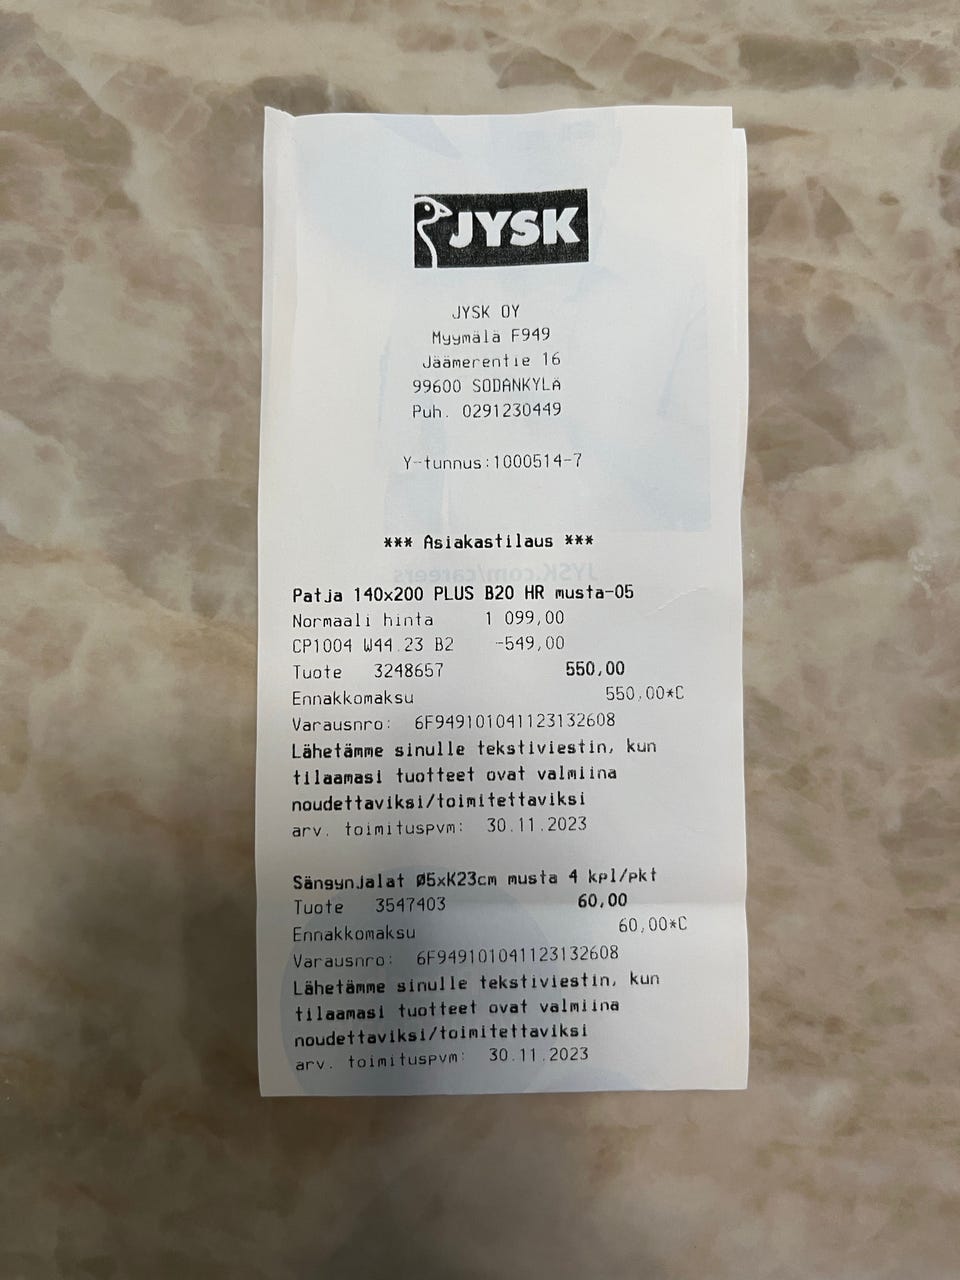 JYSK
JYSK OY
Myymälä F949
Jäämerentie 16
99600 SODANKYLÄ
Puh. 0291230449
Y-tunnus:1000514-7
*** Asiakastilaus ***
Patja 140x200 PLUS B20 HR musta-05
Normaali hinta 1 099,00
CP1004 W44.23 B2 -549,00
Tuote 3248657 550,00
Ennakkomaksu 550,00*C
Varausnro: 6F949101041123132608
Lähetämme sinulle tekstiviestin, kun
tilaamasi tuotteet ovat valmiina
noudettaviksi/toimitettaviksi
arv. toimituspvm: 30.11.2023
Sängynjalat Ø5xK23cm musta 4 kpl/pkt
Tuote 3547403 60,00
Ennakkomaksu 60,00*C
Varausnro: 6F949101041123132608
Lähetämme sinulle tekstiviestin, kun
tilaamasi tuotteet ovat valmiina
noudettaviksi/toimitettaviksi
arv. toimituspvm: 30.11.2023